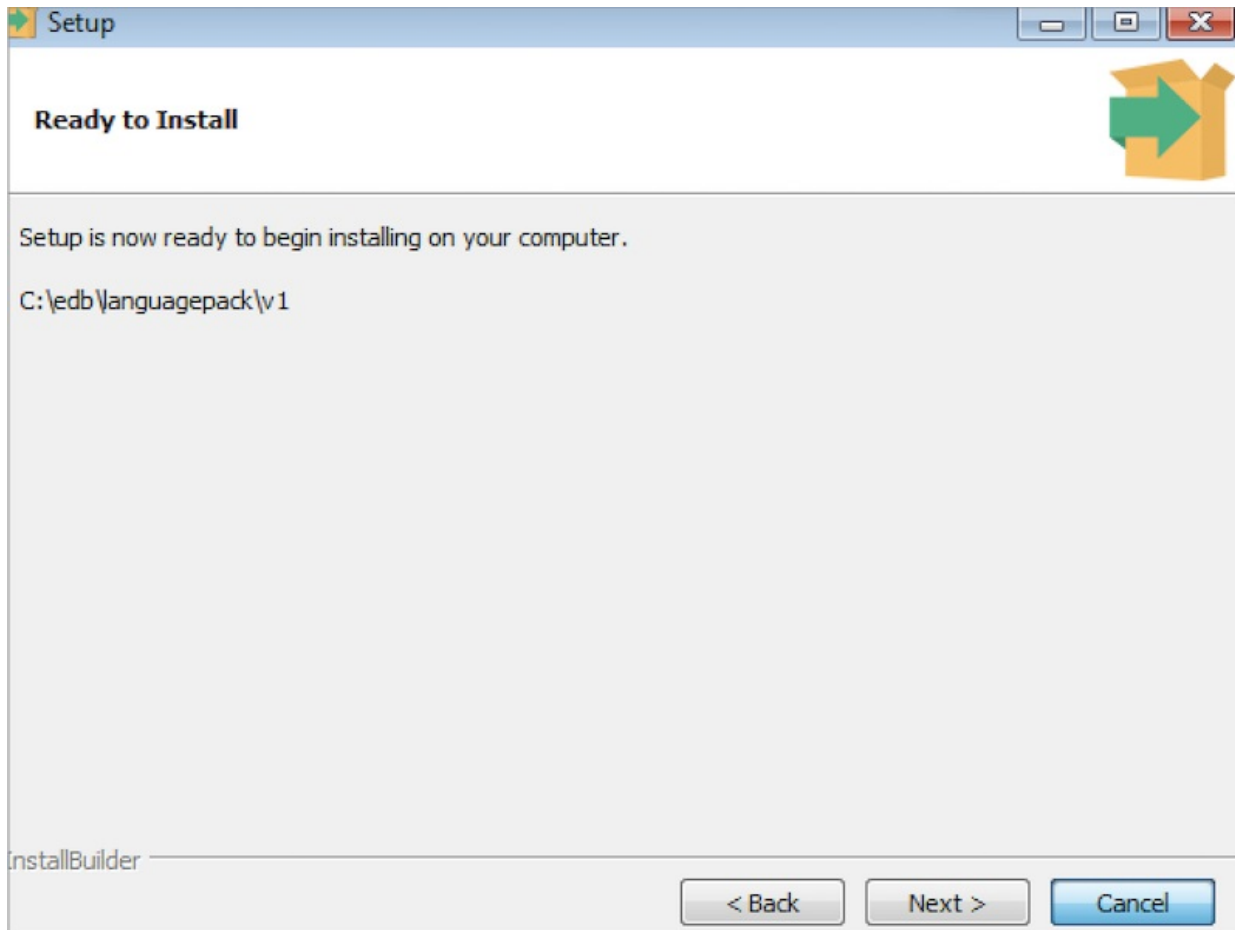 Setup
Ready to Install
Setup is now ready to begin installing on your computer.
C:\edb\languagepack\v1
InstallBuilder
< Back
Next >
Cancel